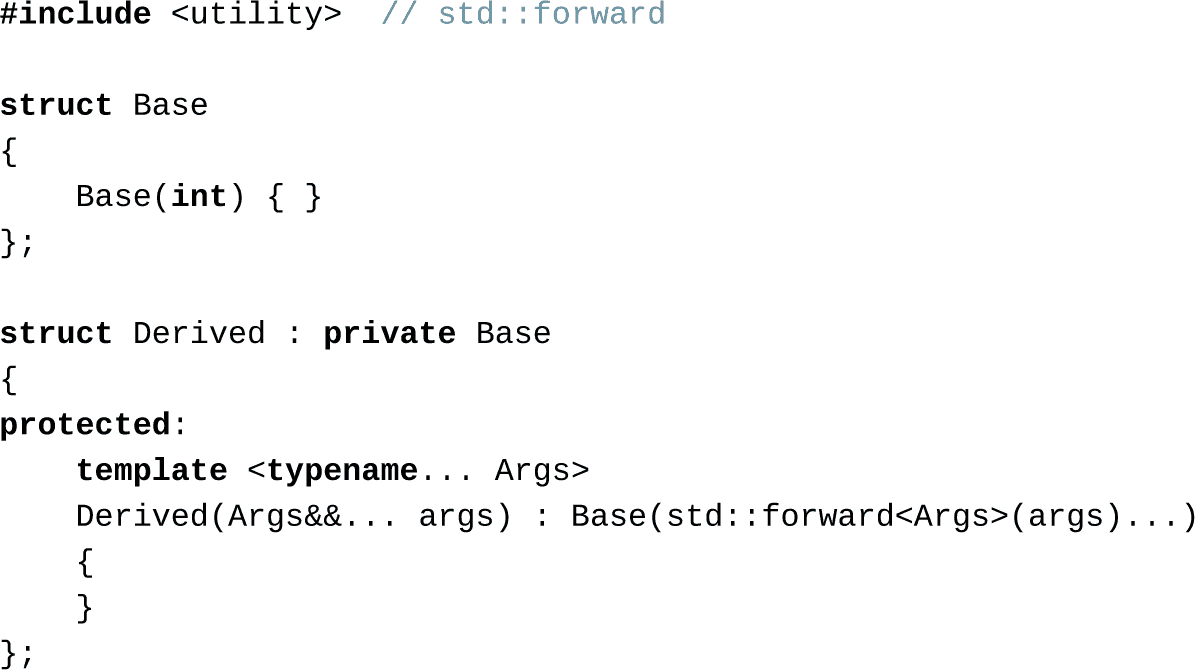 #include <utility>  // std::forward

struct Base
{
    Base(int) { }
};

struct Derived : private Base
{
protected:
    template <typename... Args>
    Derived(Args&&... args) : Base(std::forward<Args>(args)...)
    {
    }
};